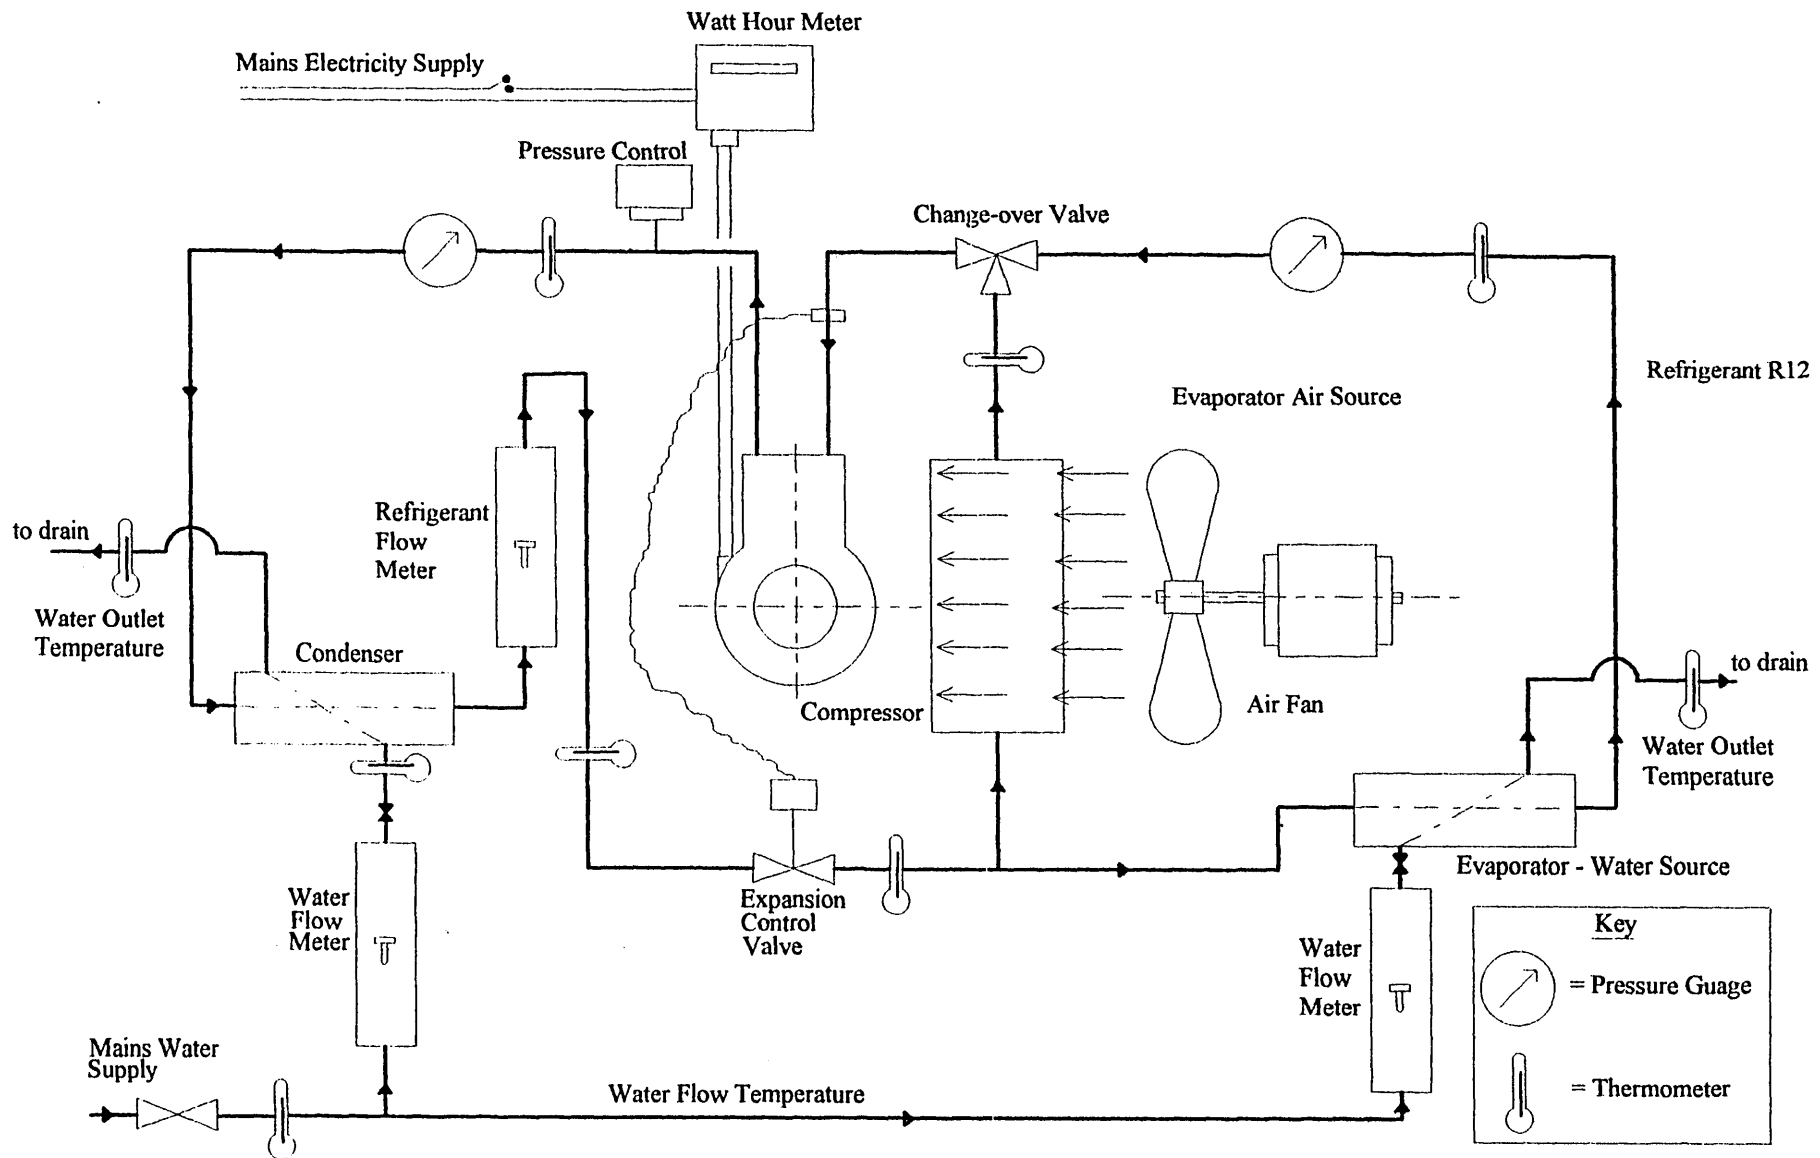 Watt Hour Meter
Mains Electricity Supply
Pressure Control
Change-over Valve
Refrigerant R12
Evaporator Air Source
Refrigerant
Flow
Meter
to drain
Water Outlet
Temperature
Condenser
Compressor
Air Fan
to drain
Water Outlet
Temperature
Evaporator - Water Source
Expansion
Control
Valve
Water
Flow
Meter
Water
Flow
Meter
Key
= Pressure Guage
= Thermometer
Mains Water
Supply
Water Flow Temperature